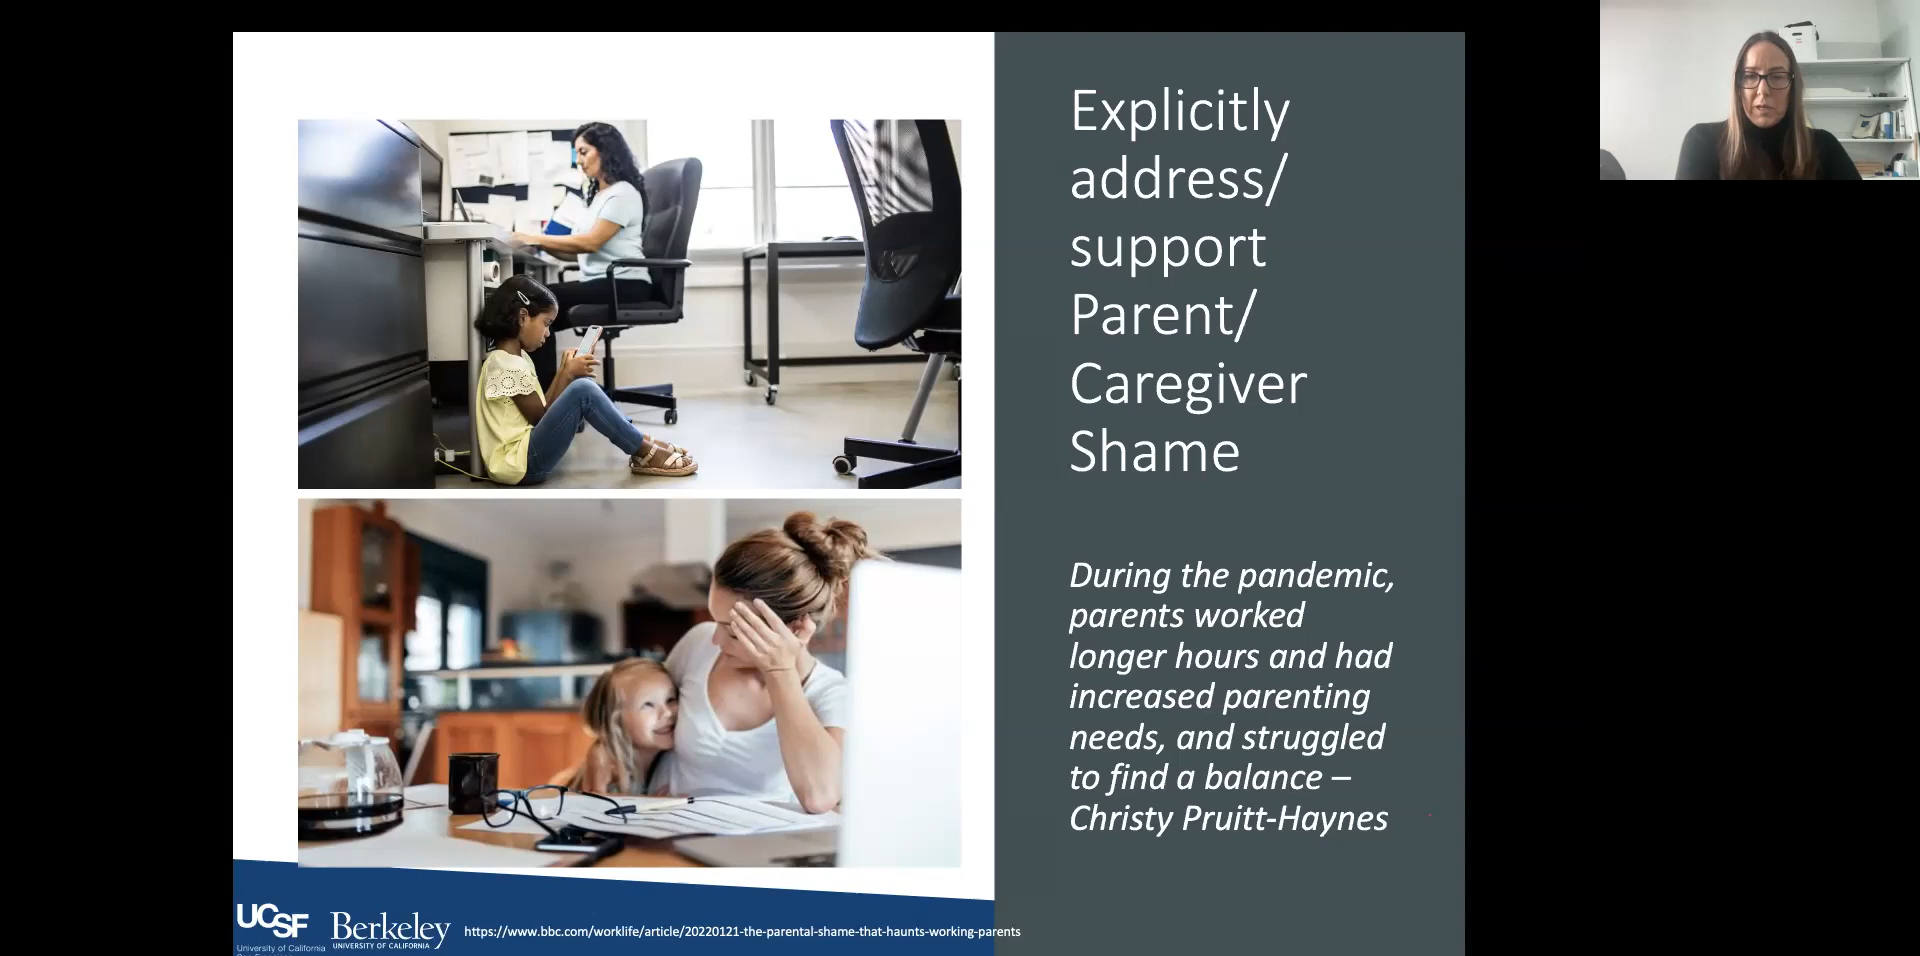 Explicitly
address/
support
Parent/
Caregiver
Shame
During the pandemic,
parents worked
longer hours and had
increased parenting
needs, and struggled
to find a balance –
Christy Pruitt-Haynes
UCSF
University of California
Berkeley
UNIVERSITY OF CALIFORNIA
https://www.bbc.com/worklife/article/20220121-the-parental-shame-that-haunts-working-parents